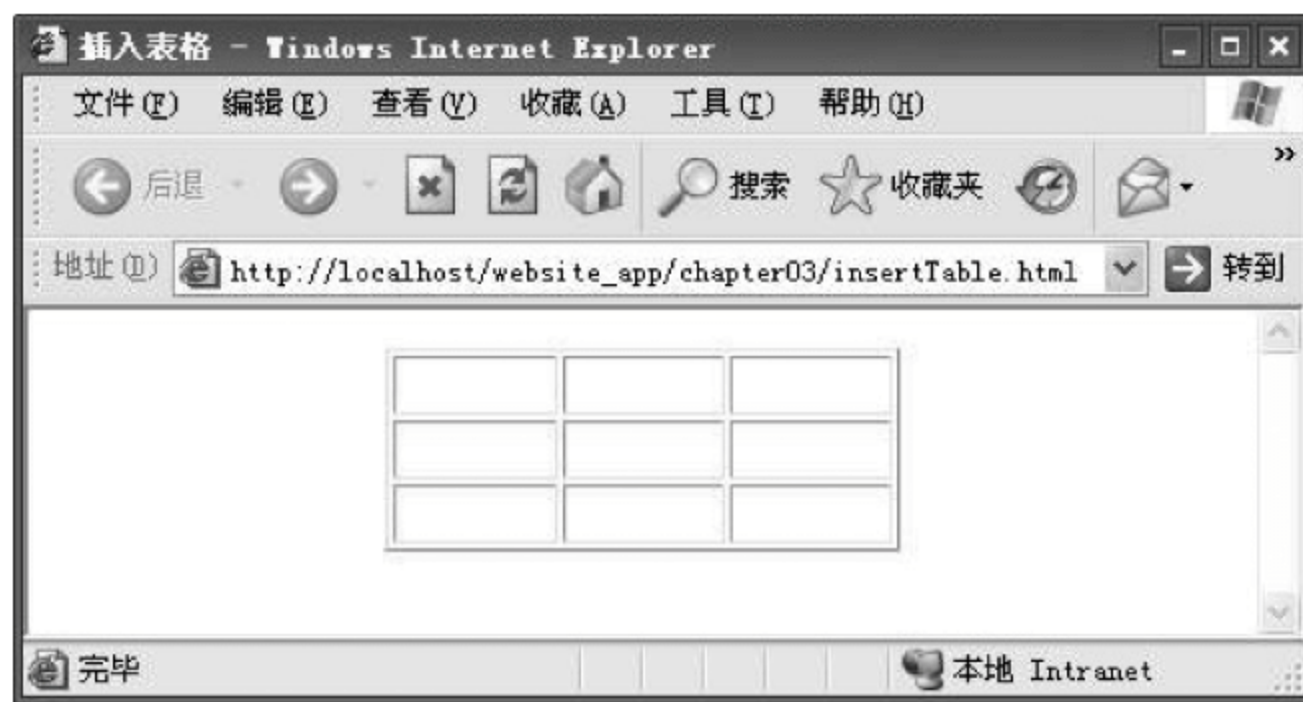 插入表格 - Windows Internet Explorer
文件(F) 编辑(E) 查看(V) 收藏(A) 工具(T) 帮助(H)
后退 搜索 收藏夹 »
地址(D) http://localhost/website_app/chapter03/insertTable.html 转到
完毕 本地 Intranet